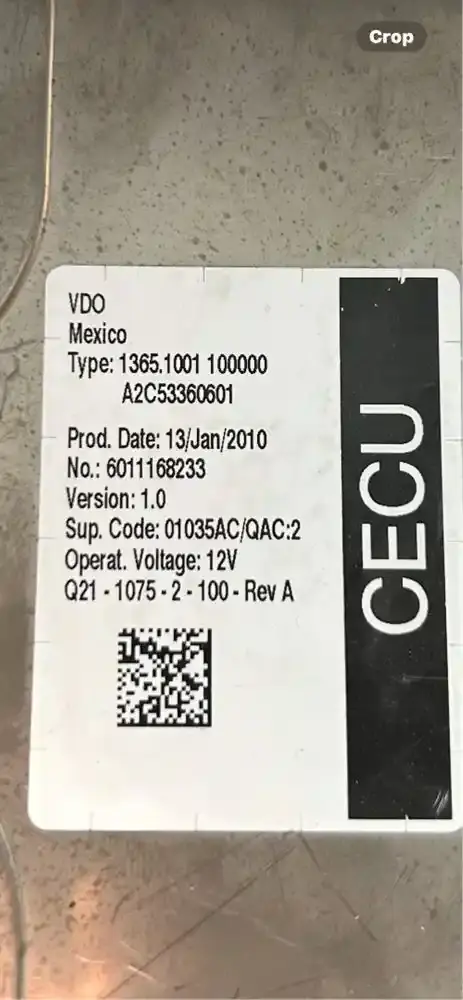 Crop
VDO
Mexico
Type: 1365.1001 100000
A2C53360601
Prod. Date: 13/Jan/2010
No.: 6011168233
Version: 1.0
Sup. Code: 01035AC/QAC:2
Operat. Voltage: 12V
Q21 - 1075 - 2 - 100 - Rev A
CECU